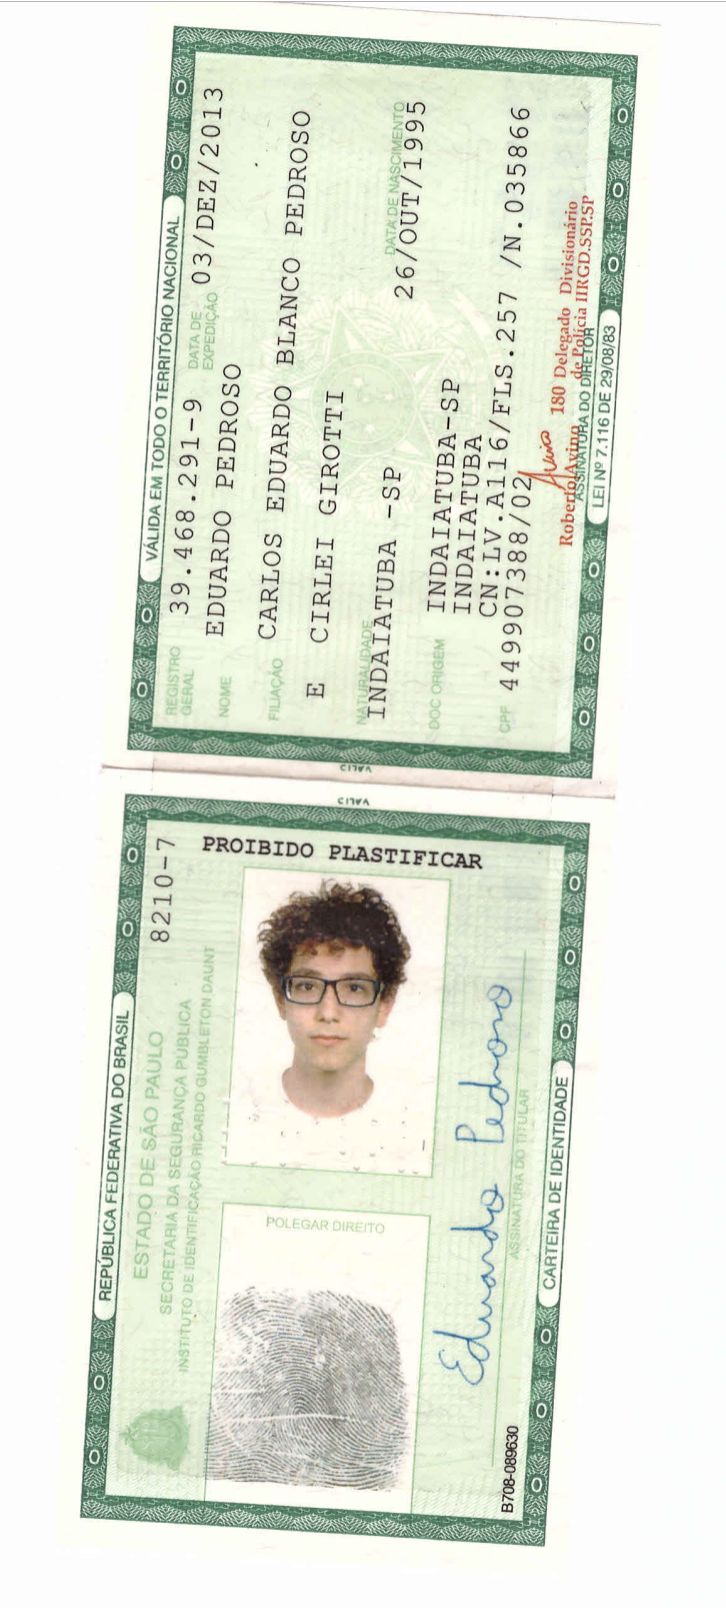 VÁLIDA EM TODO O TERRITÓRIO NACIONAL
REGISTRO GERAL 39.468.291-9 DATA DE EXPEDIÇÃO 03/DEZ/2013
NOME EDUARDO PEDROSO
FILIAÇÃO CARLOS EDUARDO BLANCO PEDROSO
E CIRLEI GIROTTI
NATURALIDADE DATA DE NASCIMENTO
INDAIATUBA -SP 26/OUT/1995
DOC ORIGEM INDAIATUBA-SP
INDAIATUBA
CN:LV.A116/FLS.257 /N.035866
CPF 449907388/02
180 Delegado Divisionário
Roberto Avino de Polícia IIRGD.SSP.SP
ASSINATURA DO DIRETOR
LEI Nº 7.116 DE 29/08/83
VALID
VALID
REPÚBLICA FEDERATIVA DO BRASIL
8210-7
ESTADO DE SÃO PAULO
SECRETARIA DA SEGURANÇA PÚBLICA
INSTITUTO DE IDENTIFICAÇÃO RICARDO GUMBLETON DAUNT
PROIBIDO PLASTIFICAR
POLEGAR DIREITO
Eduardo Pedroso
ASSINATURA DO TITULAR
B708-089630
CARTEIRA DE IDENTIDADE